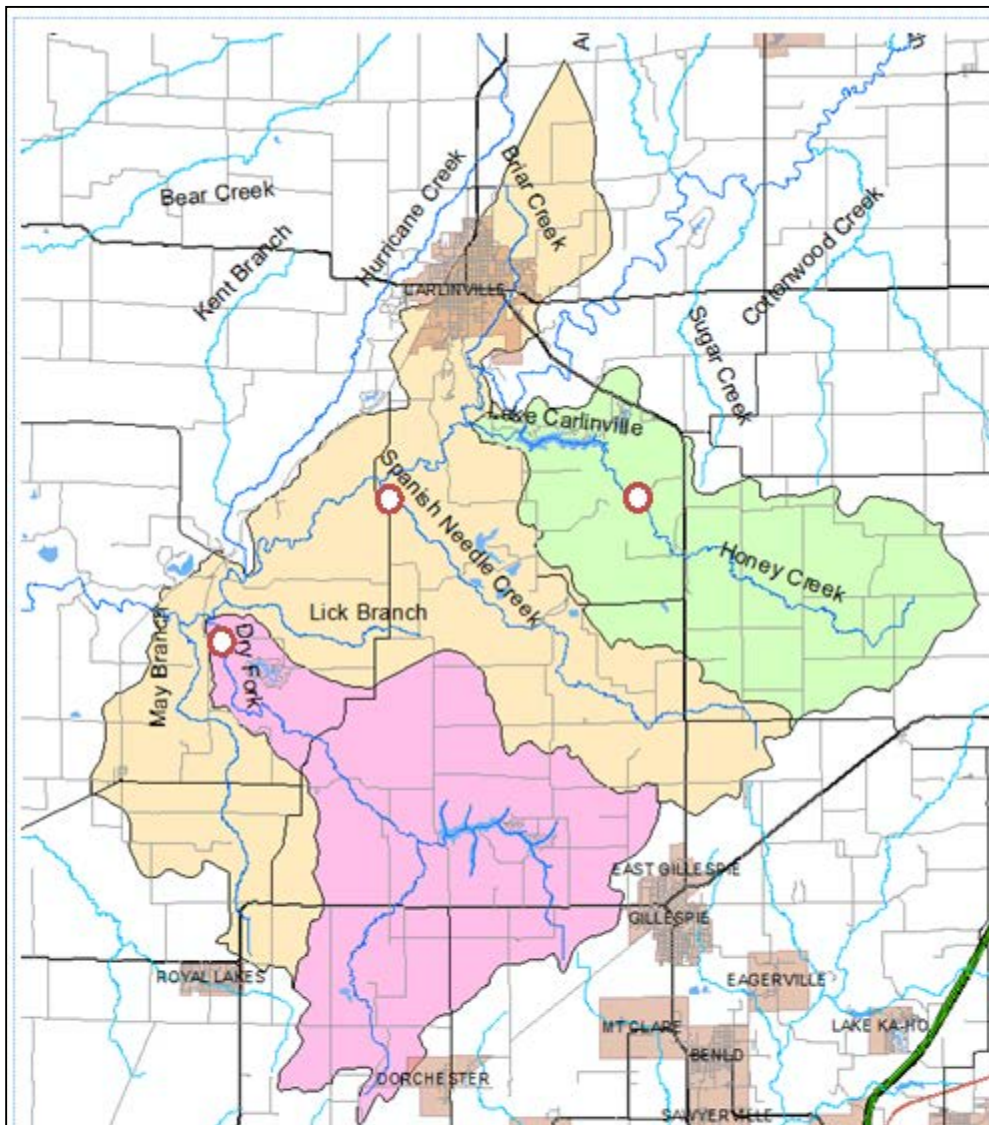 Bear Creek
Kent Branch
Hurricane Creek
Briar Creek
CARLINVILLE
Cottonwood Creek
Sugar Creek
Lake Carlinville
Spanish Needle Creek
Honey Creek
Lick Branch
May Branch
Dry Fork
EAST GILLESPIE
GILLESPIE
ROYAL LAKES
EAGERVILLE
MT CLARE
LAKE KA-HO
BENLD
DORCHESTER
SAWYERVILLE